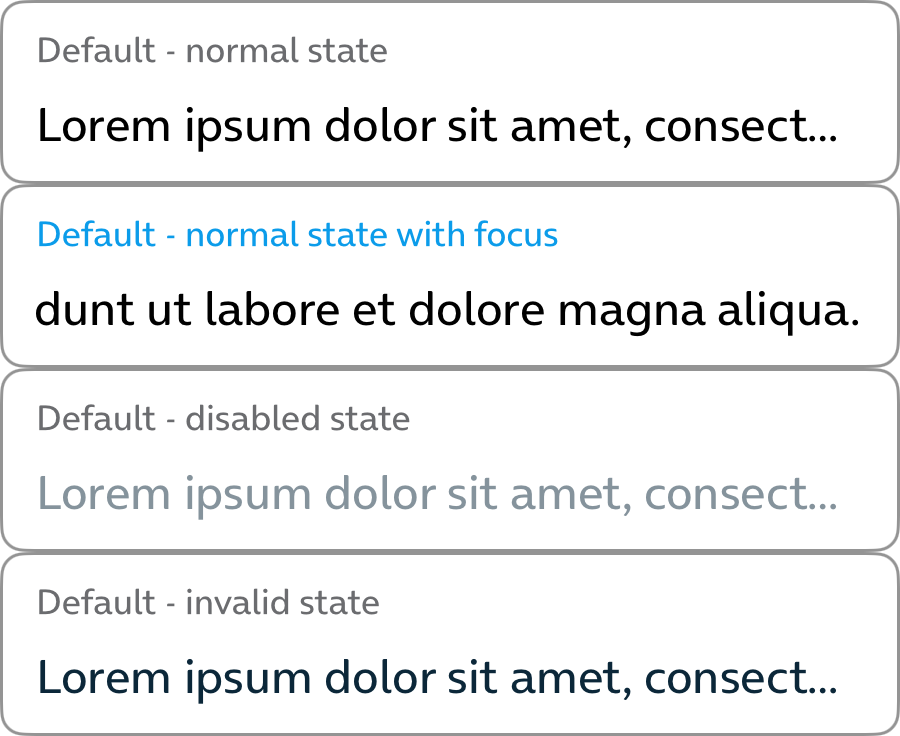 Default - normal state
Lorem ipsum dolor sit amet, consect...
Default - normal state with focus
dunt ut labore et dolore magna aliqua.
Default - disabled state
Lorem ipsum dolor sit amet, consect...
Default - invalid state
Lorem ipsum dolor sit amet, consect...